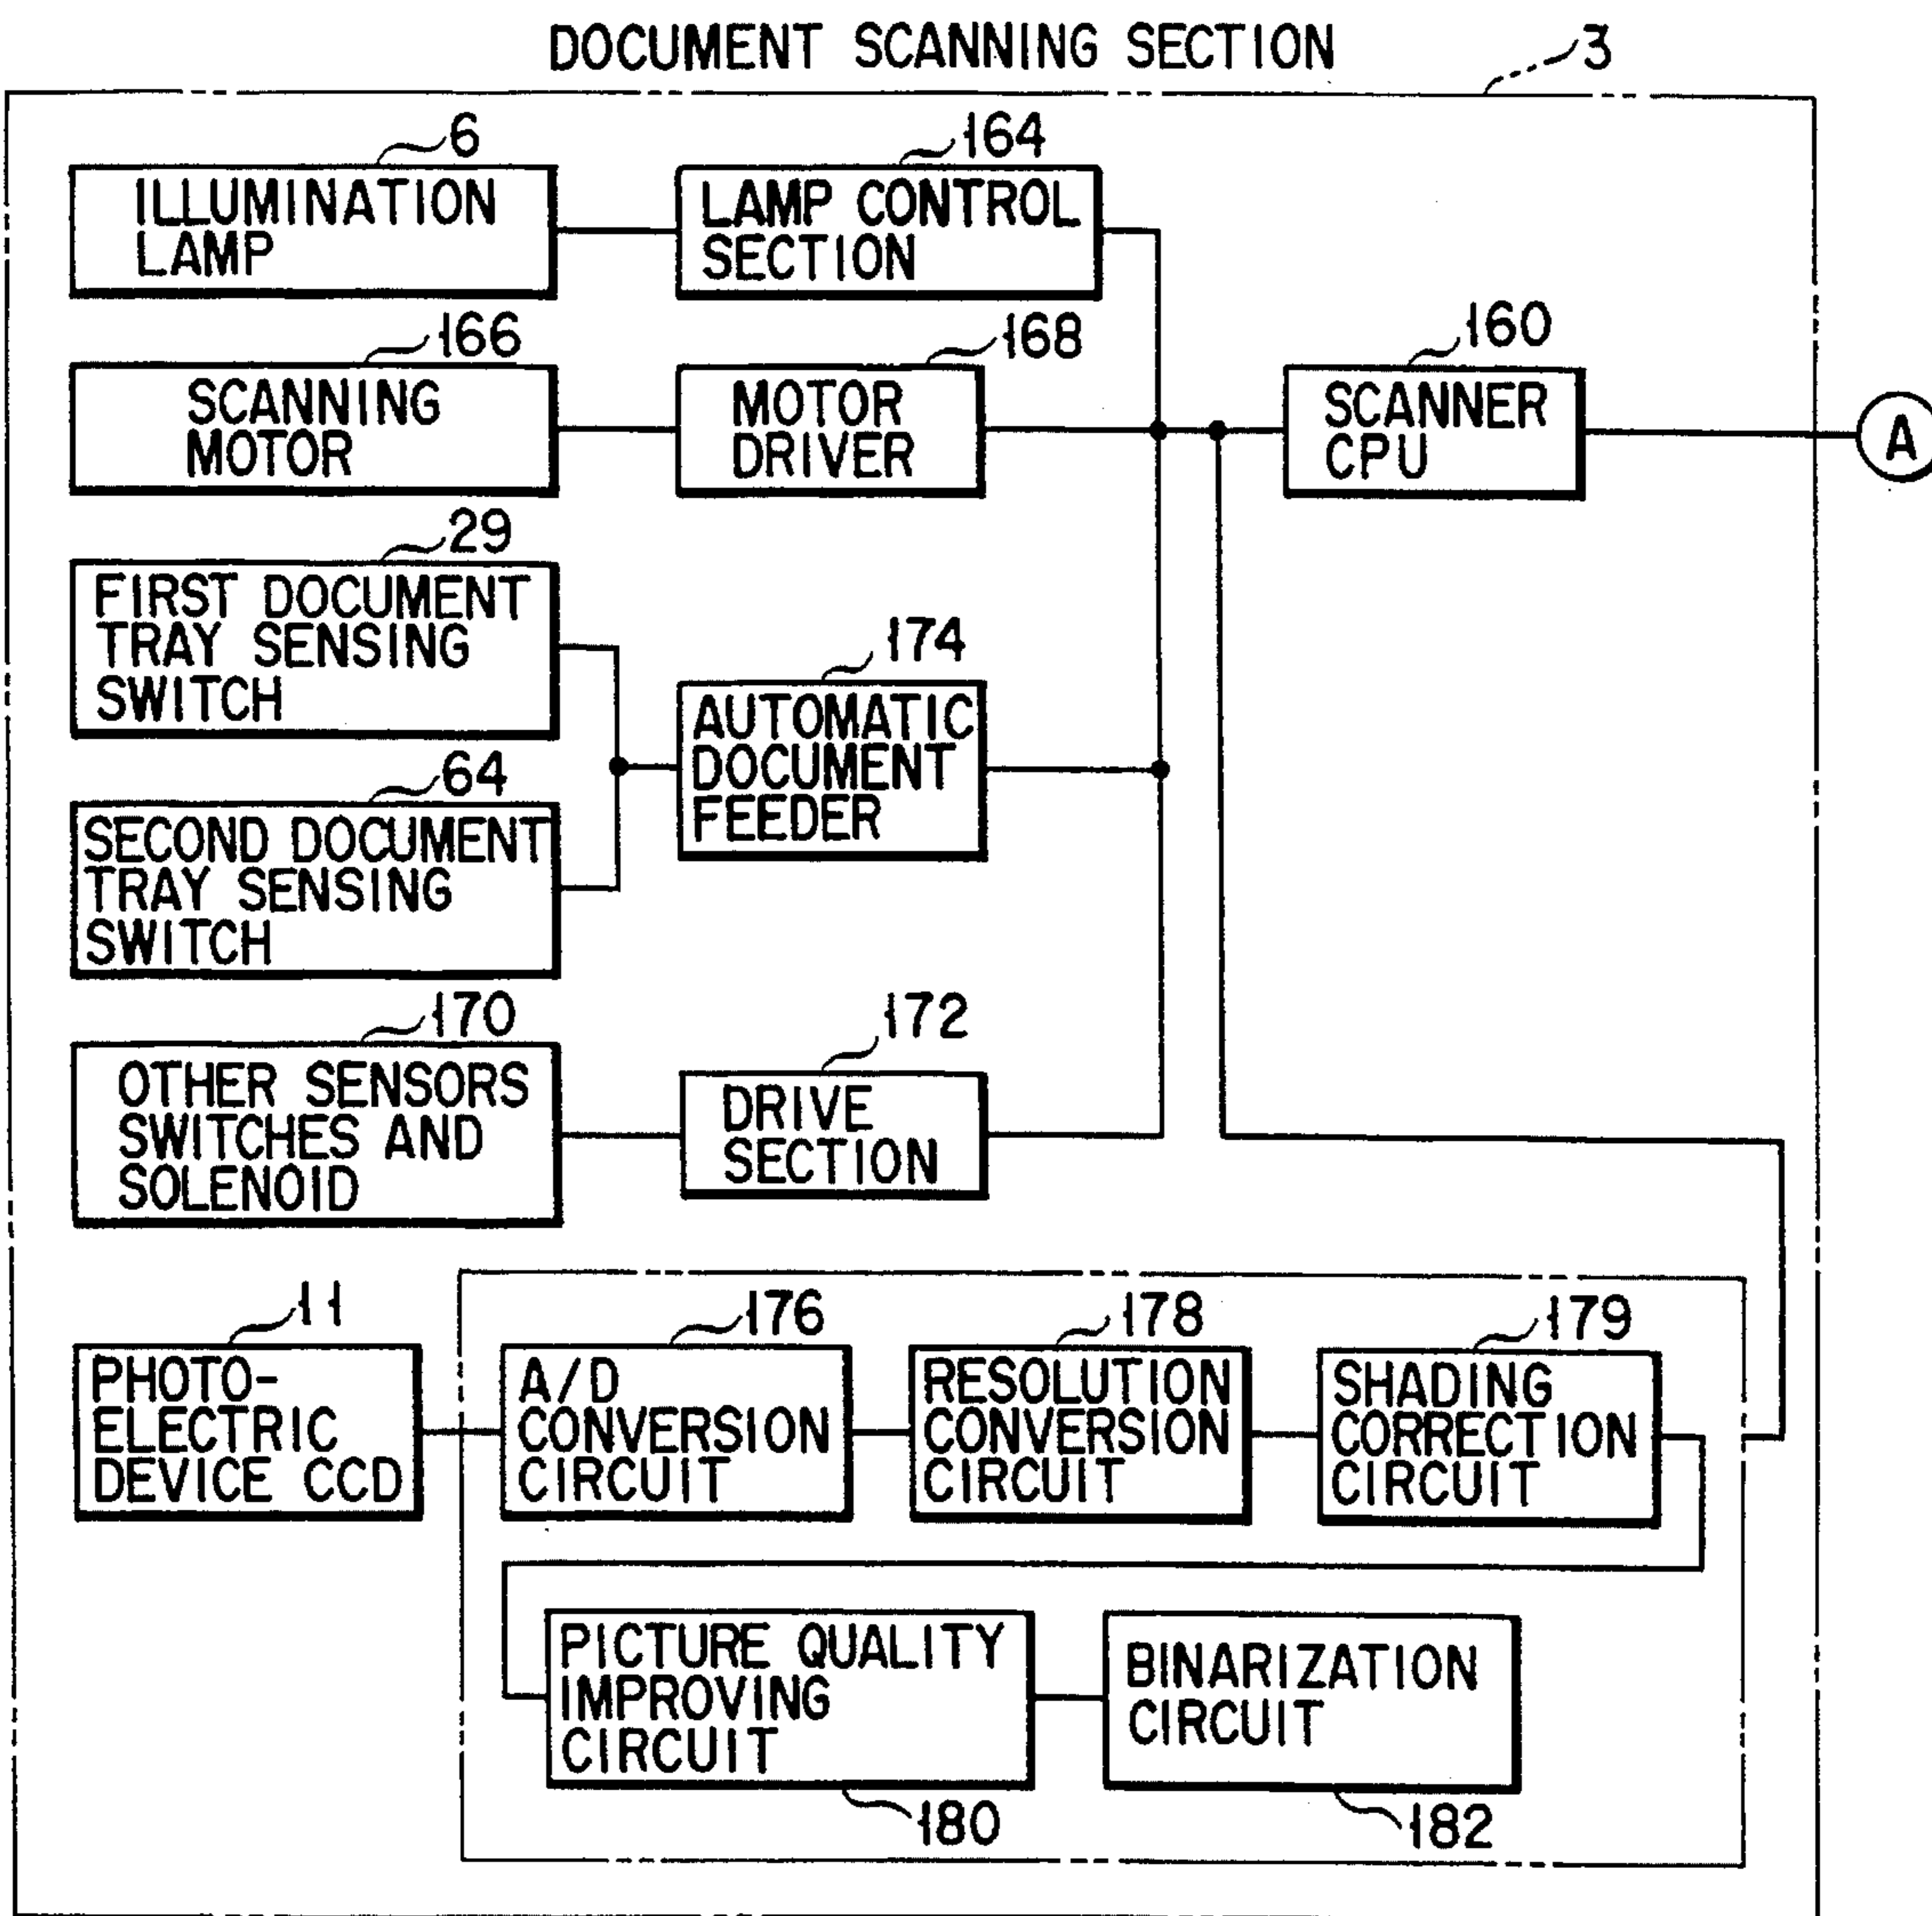 DOCUMENT SCANNING SECTION
3
6
ILLUMINATION
LAMP
164
LAMP CONTROL
SECTION
166
SCANNING
MOTOR
168
MOTOR
DRIVER
160
SCANNER
CPU
A
29
FIRST DOCUMENT
TRAY SENSING
SWITCH
174
AUTOMATIC
DOCUMENT
FEEDER
64
SECOND DOCUMENT
TRAY SENSING
SWITCH
170
OTHER SENSORS
SWITCHES AND
SOLENOID
172
DRIVE
SECTION
11
PHOTO-
ELECTRIC
DEVICE CCD
176
A/D
CONVERSION
CIRCUIT
178
RESOLUTION
CONVERSION
CIRCUIT
179
SHADING
CORRECTION
CIRCUIT
PICTURE QUALITY
IMPROVING
CIRCUIT
180
BINARIZATION
CIRCUIT
182